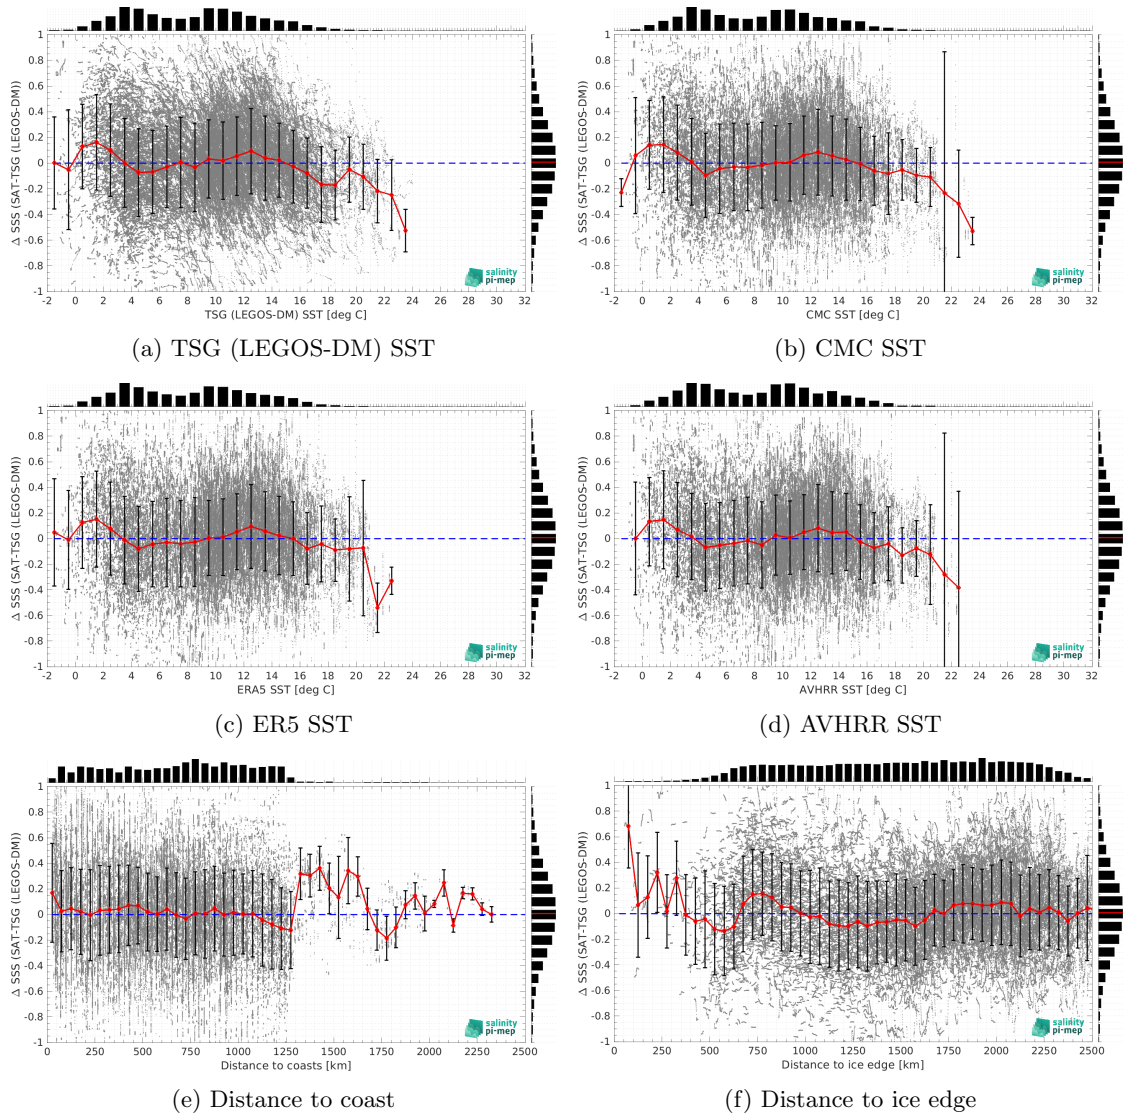 Δ SSS (SAT-TSG (LEGOS-DM))
1
0.8
0.6
0.4
0.2
0
-0.2
-0.4
-0.6
-0.8
-1
-2 0 2 4 6 8 10 12 14 16 18 20 22 24 26 28 30 32
TSG (LEGOS-DM) SST [deg C]
salinity
pi-mep
(a) TSG (LEGOS-DM) SST
Δ SSS (SAT-TSG (LEGOS-DM))
1
0.8
0.6
0.4
0.2
0
-0.2
-0.4
-0.6
-0.8
-1
-2 0 2 4 6 8 10 12 14 16 18 20 22 24 26 28 30 32
CMC SST [deg C]
salinity
pi-mep
(b) CMC SST
Δ SSS (SAT-TSG (LEGOS-DM))
1
0.8
0.6
0.4
0.2
0
-0.2
-0.4
-0.6
-0.8
-1
-2 0 2 4 6 8 10 12 14 16 18 20 22 24 26 28 30 32
ERA5 SST [deg C]
salinity
pi-mep
(c) ER5 SST
Δ SSS (SAT-TSG (LEGOS-DM))
1
0.8
0.6
0.4
0.2
0
-0.2
-0.4
-0.6
-0.8
-1
-2 0 2 4 6 8 10 12 14 16 18 20 22 24 26 28 30 32
AVHRR SST [deg C]
salinity
pi-mep
(d) AVHRR SST
Δ SSS (SAT-TSG (LEGOS-DM))
1
0.8
0.6
0.4
0.2
0
-0.2
-0.4
-0.6
-0.8
-1
0 250 500 750 1000 1250 1500 1750 2000 2250 2500
Distance to coasts [km]
salinity
pi-mep
(e) Distance to coast
Δ SSS (SAT-TSG (LEGOS-DM))
1
0.8
0.6
0.4
0.2
0
-0.2
-0.4
-0.6
-0.8
-1
0 250 500 750 1000 1250 1500 1750 2000 2250 2500
Distance to ice edge [km]
salinity
pi-mep
(f) Distance to ice edge